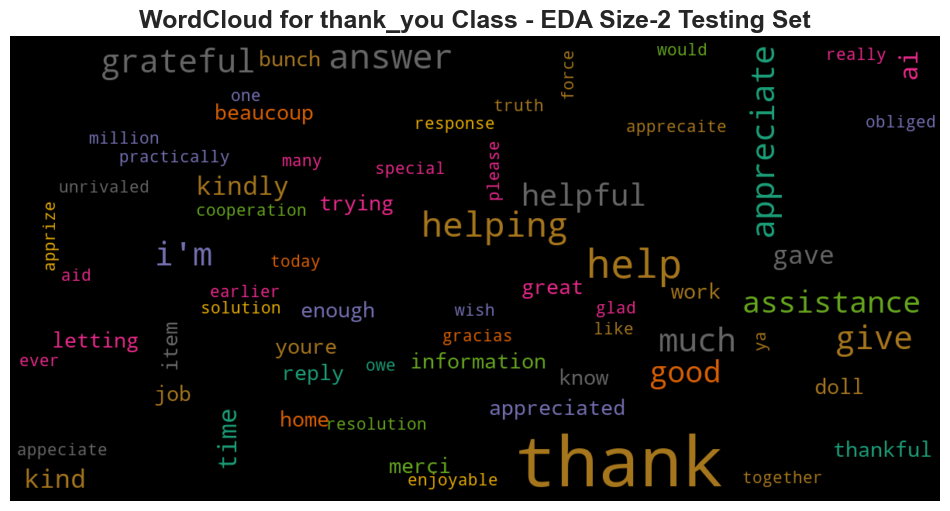 WordCloud for thank_you Class - EDA Size-2 Testing Set
grateful
bunch
answer
force
would
appreciate
really
ai
one
beaucoup
truth
response
apprecaite
obliged
million
practically
many
special
please
unrivaled
kindly
cooperation
trying
helpful
helping
apprize
i'm
today
help
gave
aid
earlier
solution
enough
wish
great
glad
work
assistance
letting
item
gracias
like
much
ya
give
ever
youre
reply
owe
information
know
good
doll
job
time
home
resolution
appreciated
appeciate
kind
merci
enjoyable
thank
thankful
together